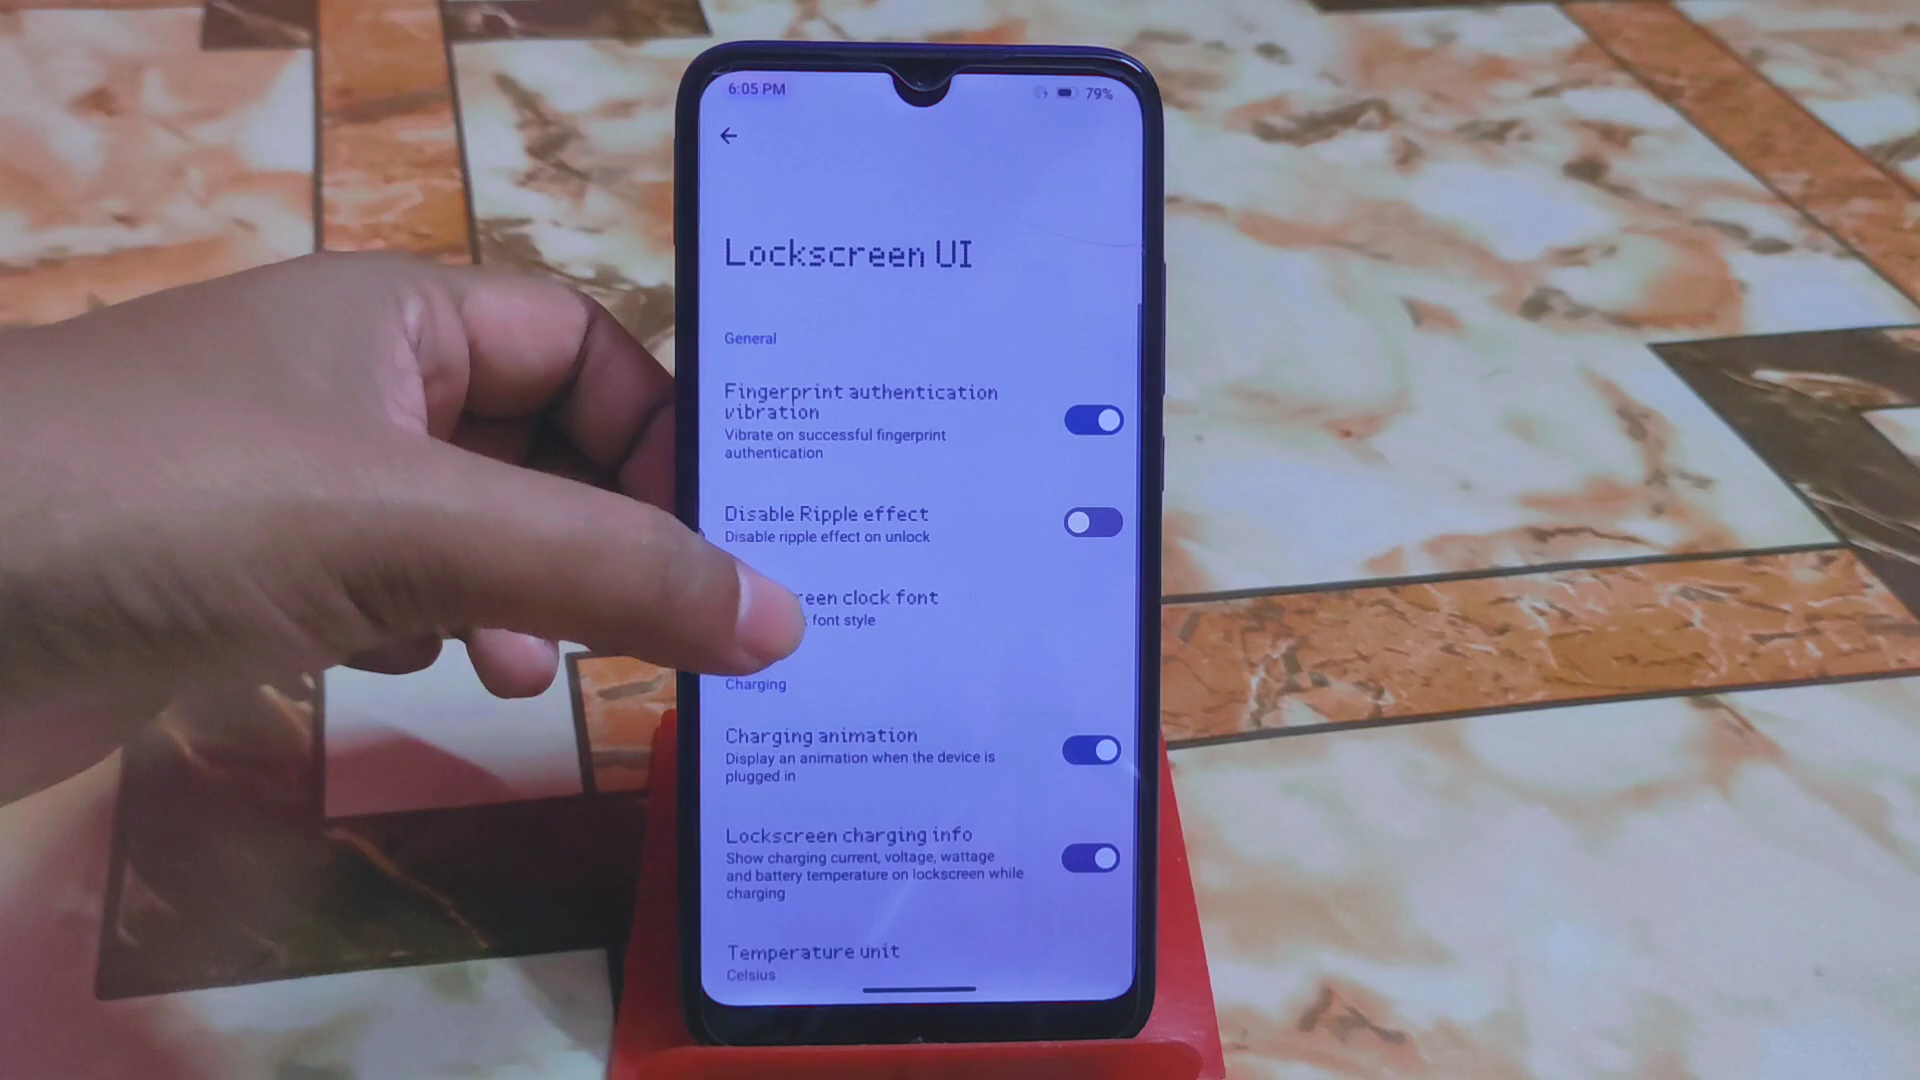 6:05 PM
79%
Lockscreen UI
General
Fingerprint authentication
vibration
Vibrate on successful fingerprint
authentication
Disable Ripple effect
Disable ripple effect on unlock
clock font
font style
Charging
Charging animation
Display an animation when the device is
plugged in
Lockscreen charging info
Show charging current, voltage, wattage
and battery temperature on lockscreen while
charging
Temperature unit
Celsius